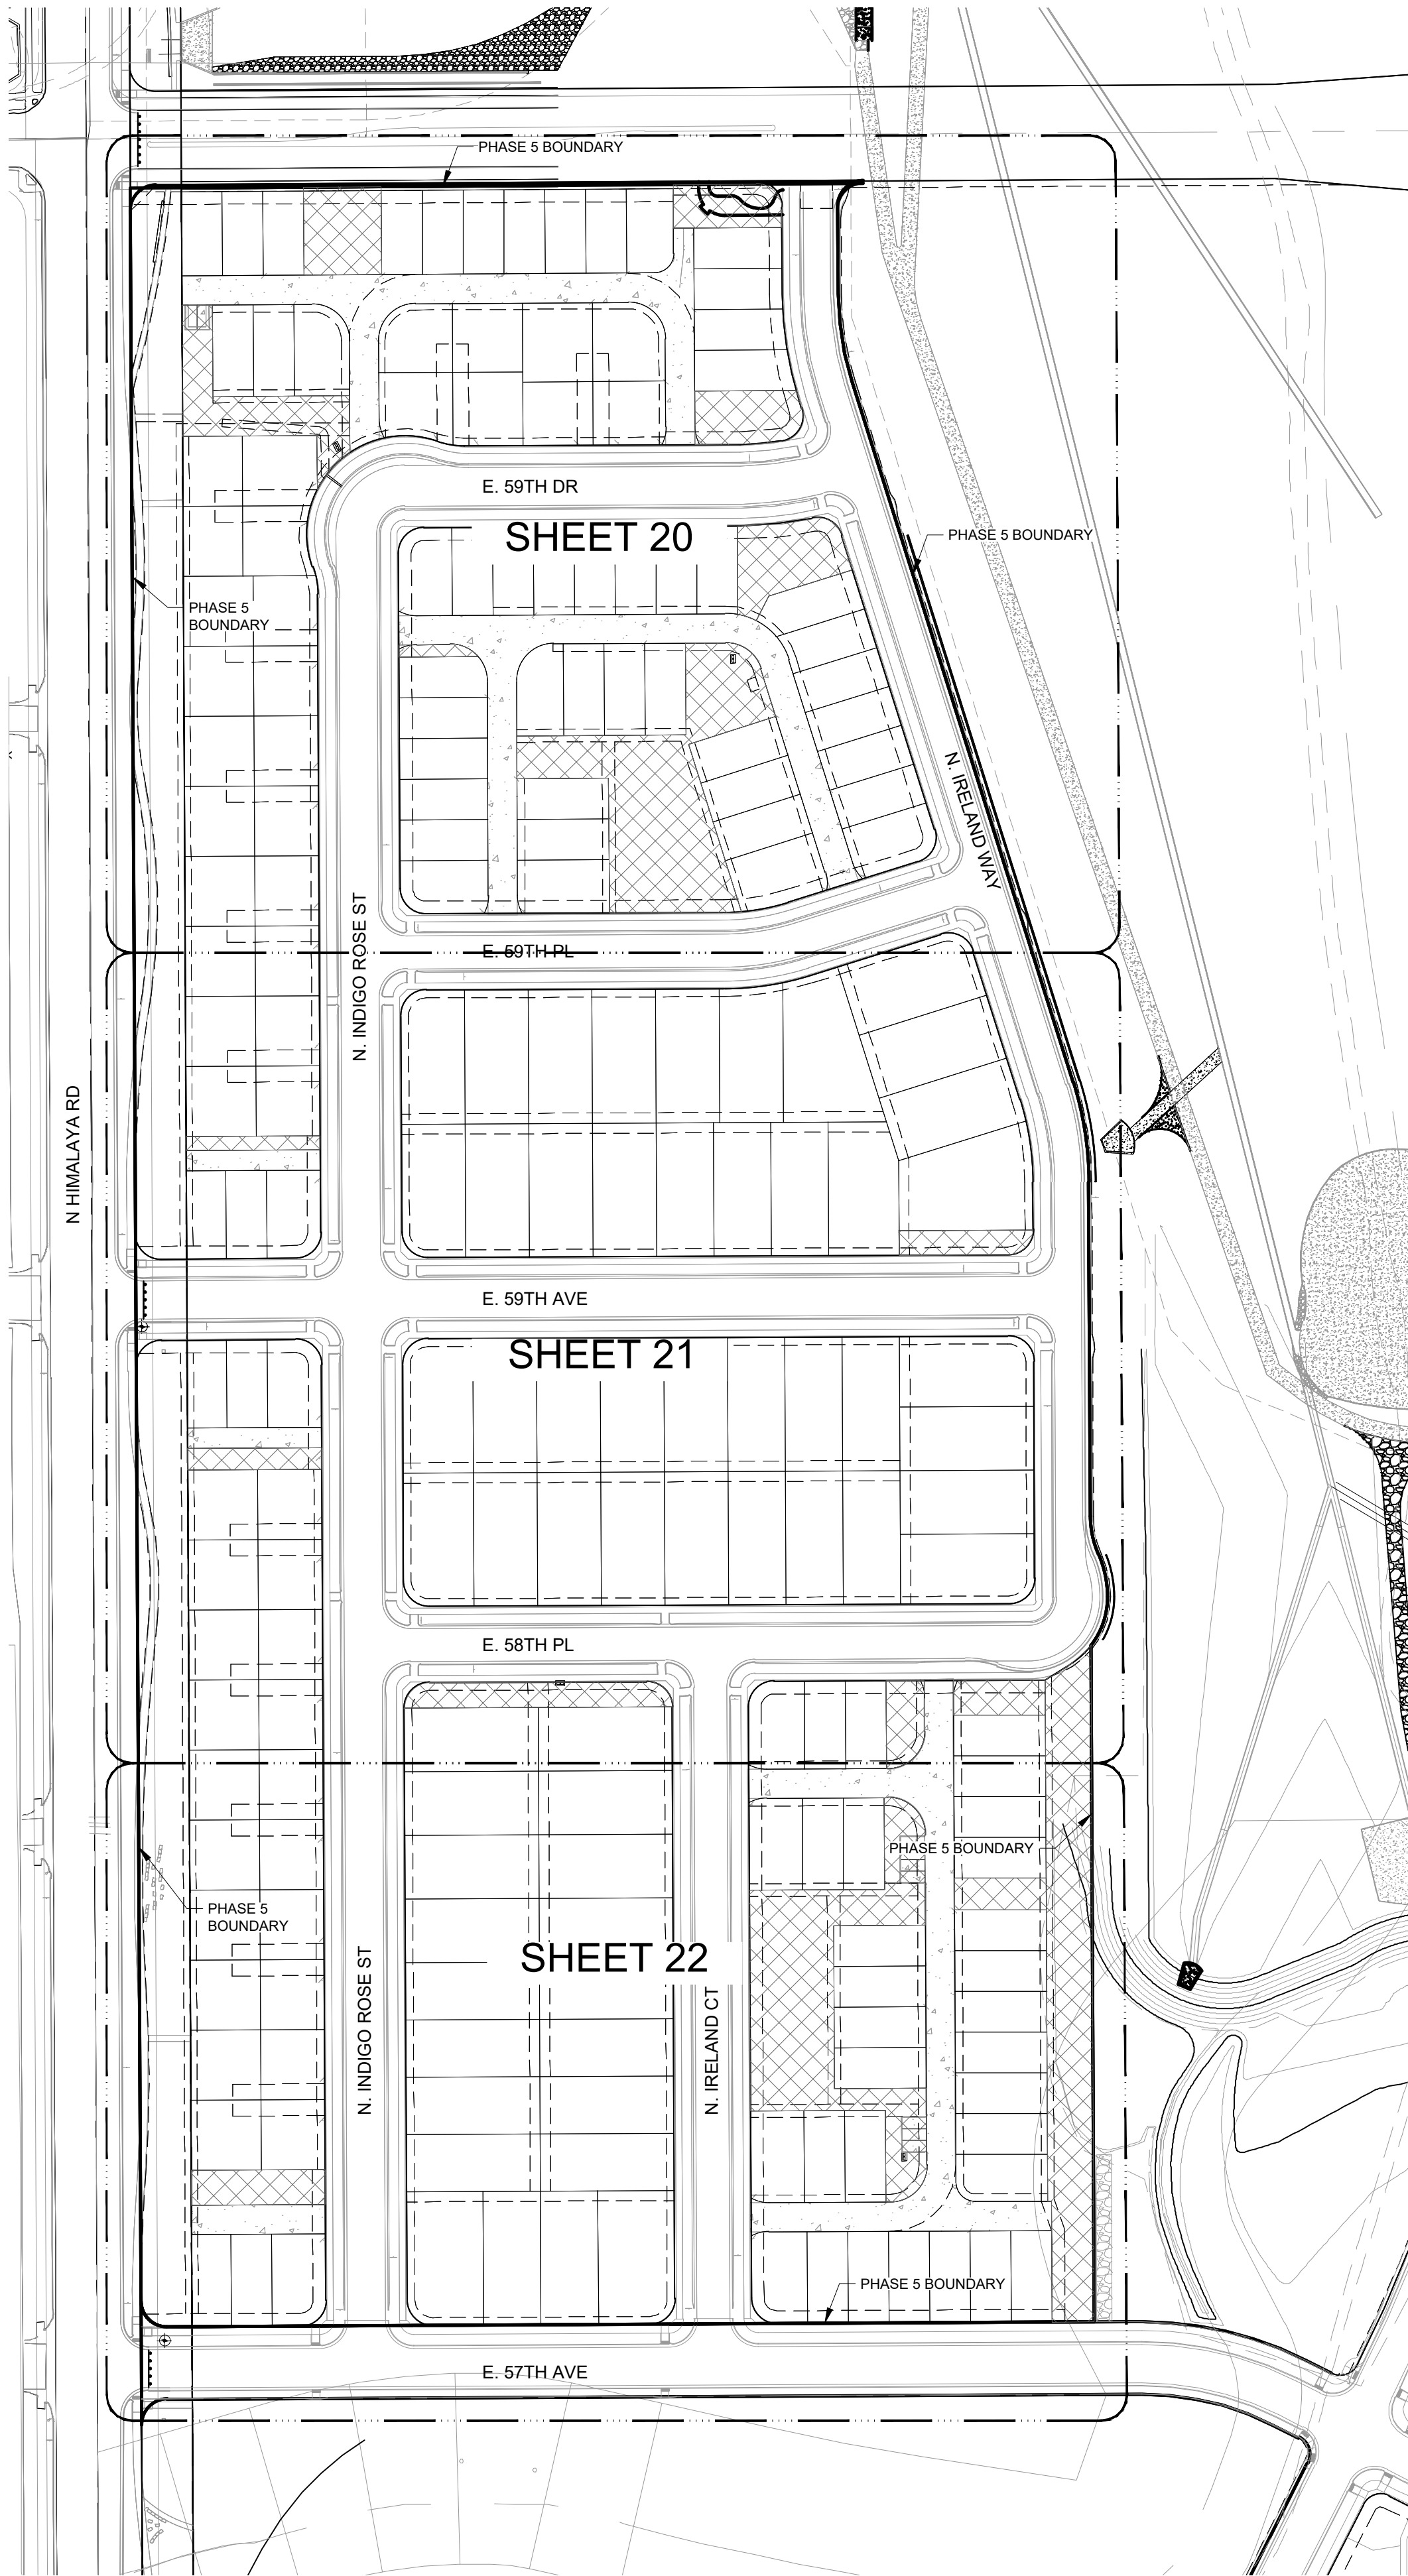 PHASE 5 BOUNDARY
E. 59TH DR
SHEET 20
PHASE 5 BOUNDARY
PHASE 5
BOUNDARY
N. IRELAND WAY
N. INDIGO ROSE ST
E. 59TH PL
N HIMALAYA RD
E. 59TH AVE
SHEET 21
E. 58TH PL
PHASE 5 BOUNDARY
PHASE 5
BOUNDARY
SHEET 22
N. INDIGO ROSE ST
N. IRELAND CT
PHASE 5 BOUNDARY
E. 57TH AVE